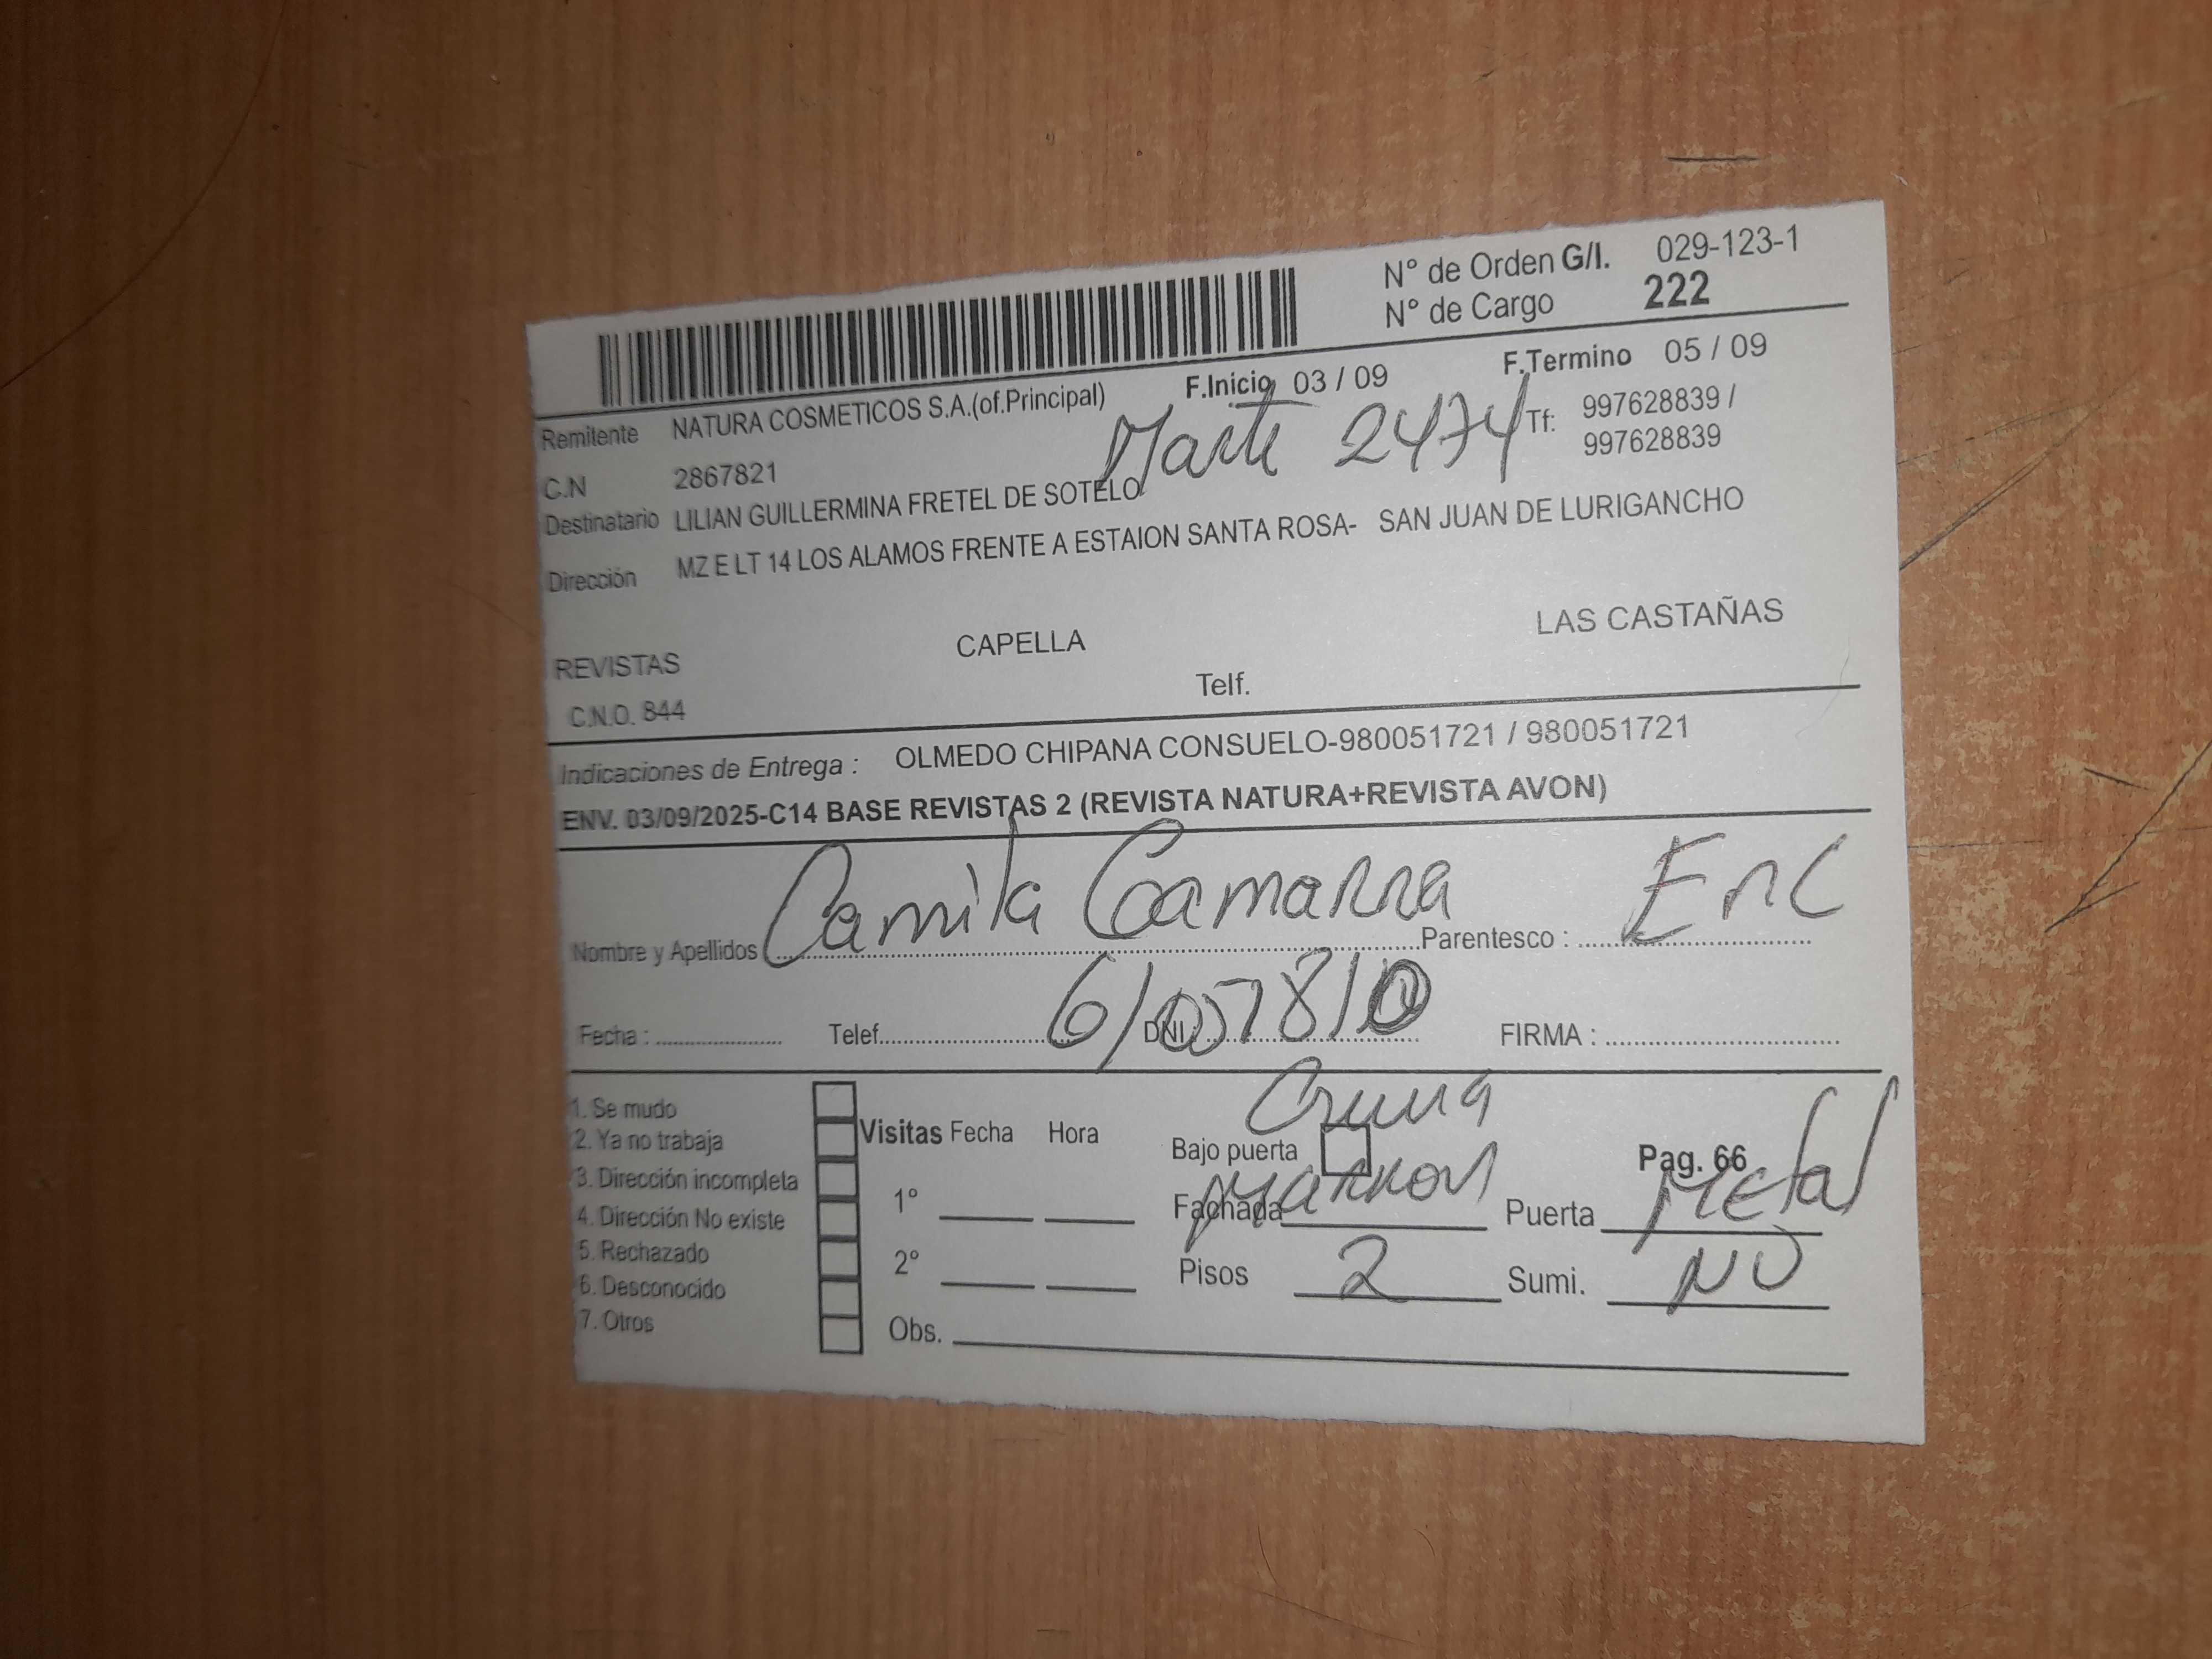 N° de Orden G/I. 029-123-1
N° de Cargo 222
F.Inicio 03 / 09 F.Termino 05 / 09
Remitente NATURA COSMETICOS S.A.(of.Principal)
Marte 2474 Tf: 997628839 /
997628839
C.N 2867821
Destinatario LILIAN GUILLERMINA FRETEL DE SOTELO
Dirección MZ E LT 14 LOS ALAMOS FRENTE A ESTAION SANTA ROSA- SAN JUAN DE LURIGANCHO
REVISTAS CAPELLA LAS CASTAÑAS
C.N.O. 844 Telf.
Indicaciones de Entrega : OLMEDO CHIPANA CONSUELO-980051721 / 980051721
ENV. 03/09/2025-C14 BASE REVISTAS 2 (REVISTA NATURA+REVISTA AVON)
Nombre y Apellidos Camila Gamarra Parentesco : Enc
Fecha : Telef. DNI : FIRMA :
1. Se mudo
2. Ya no trabaja
3. Dirección incompleta
4. Dirección No existe
5. Rechazado
6. Desconocido
7. Otros
Visitas Fecha Hora
1°
2°
Obs.
Crema
Bajo puerta Pag. 66
Fachada Marron Puerta Metal
Pisos 2 Sumi. NO